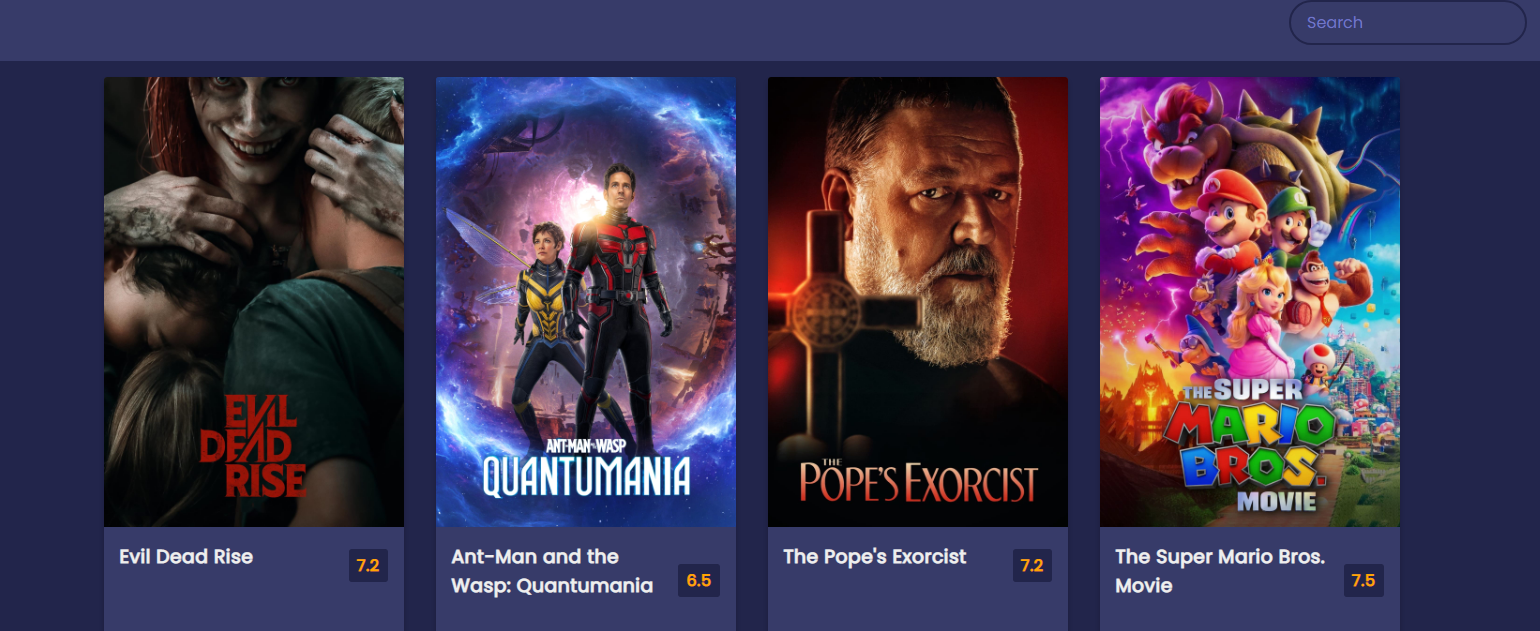 Search
EVIL
DEAD
RISE
ANT-MAN AND THE WASP
QUANTUMANIA
THE
POPE'S EXORCIST
THE SUPER
MARIO
BROS.
MOVIE
Evil Dead Rise
7.2
Ant-Man and the
Wasp: Quantumania
6.5
The Pope's Exorcist
7.2
The Super Mario Bros.
Movie
7.5